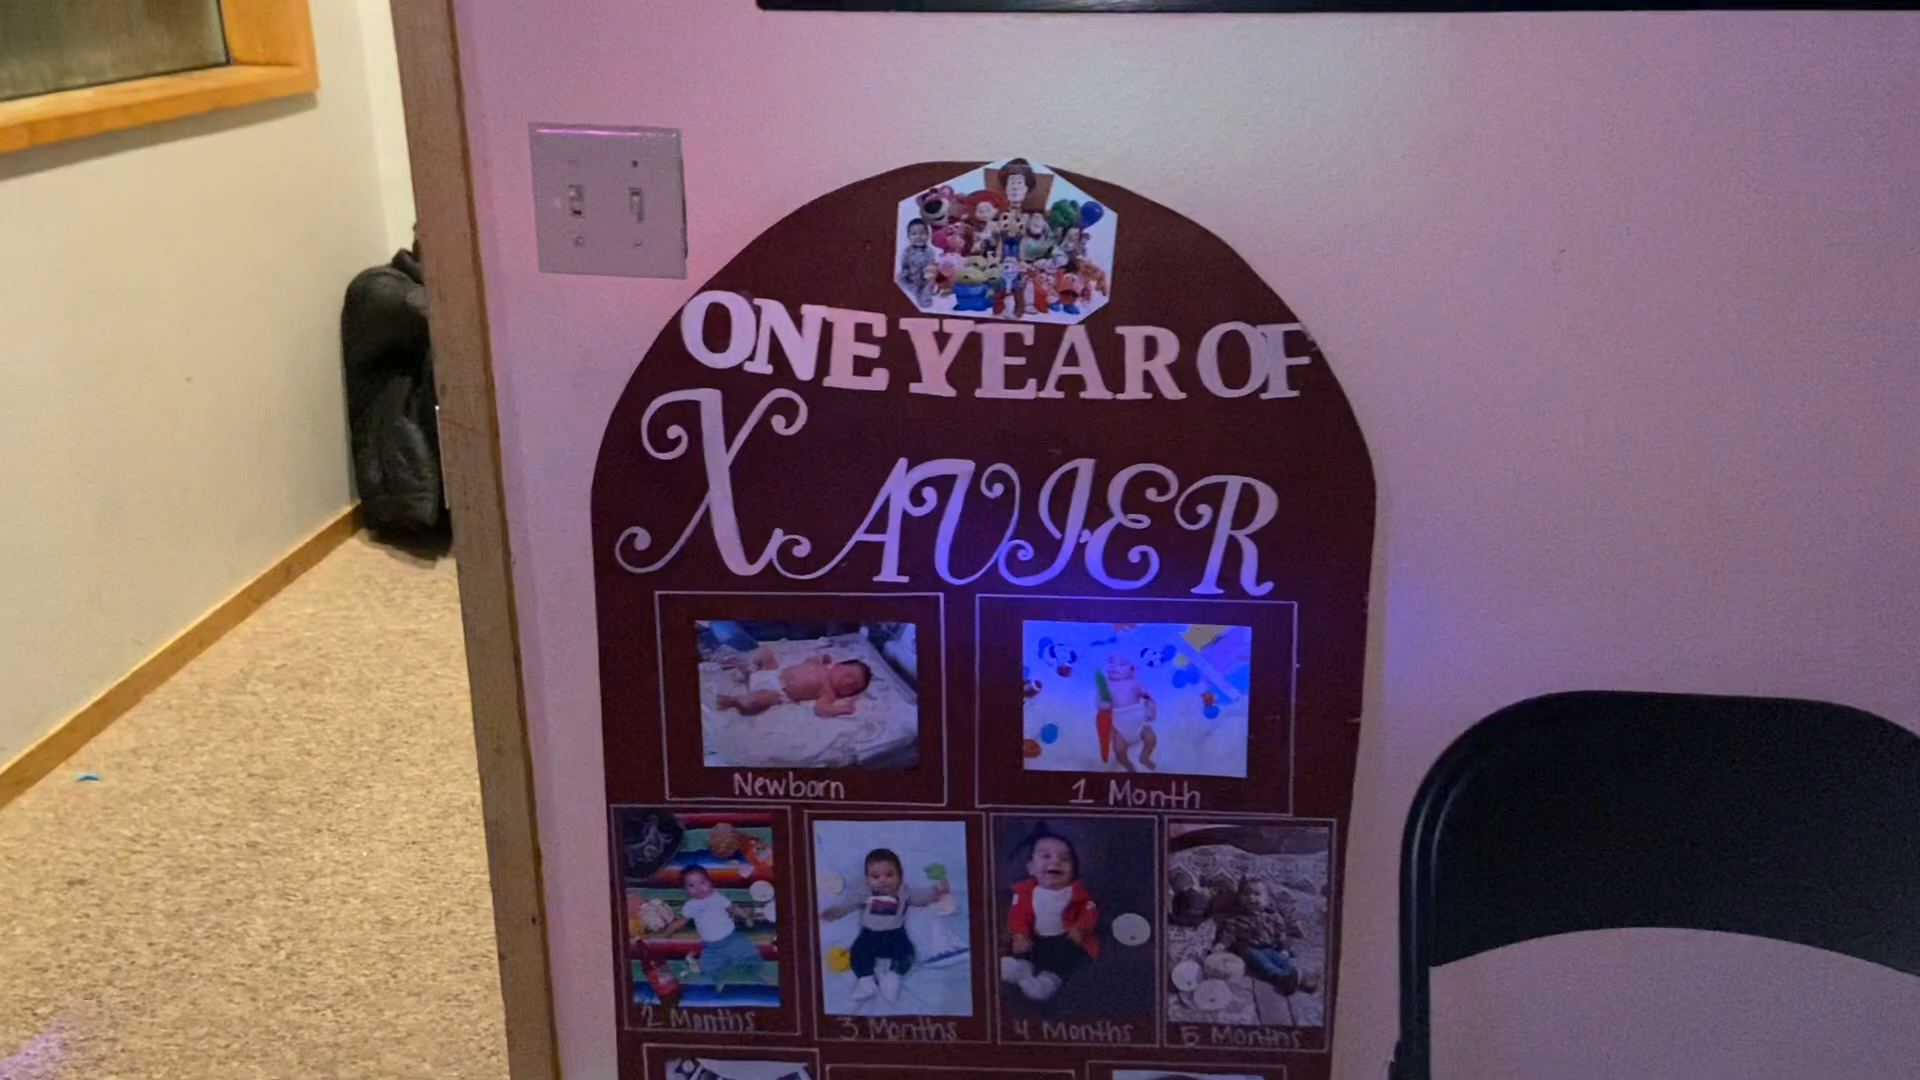 ONE YEAR OF
XAVIER
Newborn
1 Month
2 Months
3 Months
4 Months
5 Months